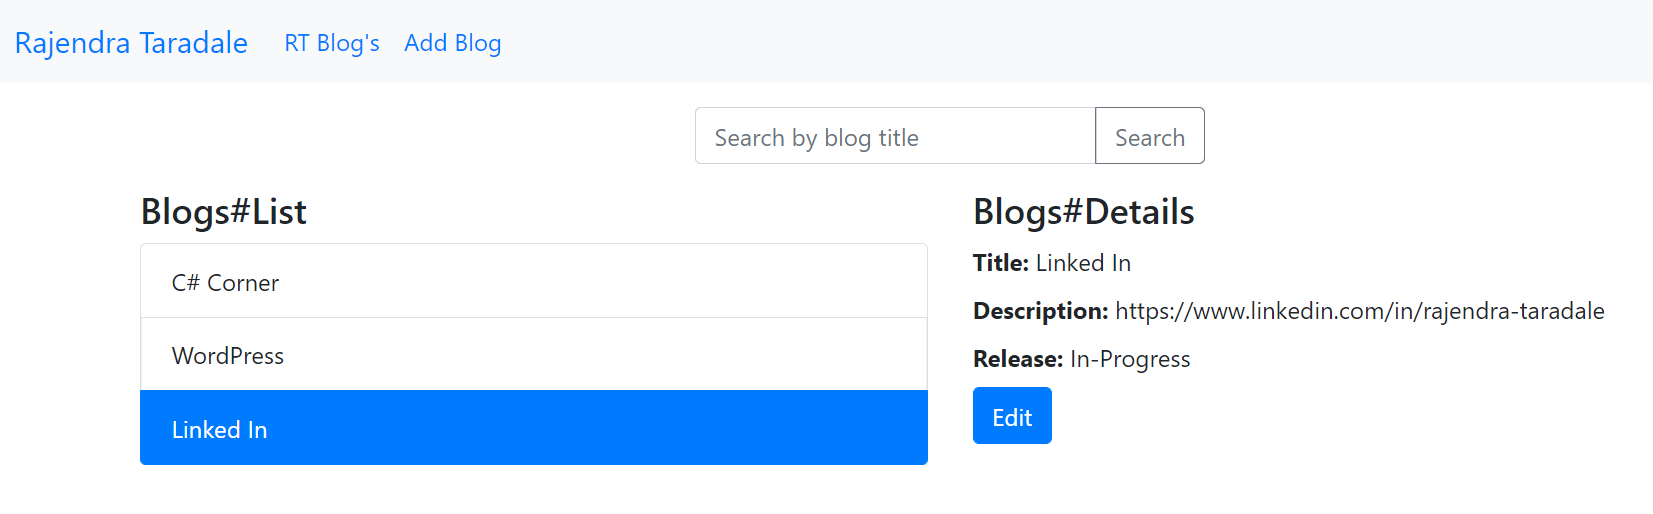 Rajendra Taradale RT Blog's Add Blog
Search by blog title Search
Blogs#List
C# Corner
WordPress
Linked In
Blogs#Details
Title: Linked In
Description: https://www.linkedin.com/in/rajendra-taradale
Release: In-Progress
Edit